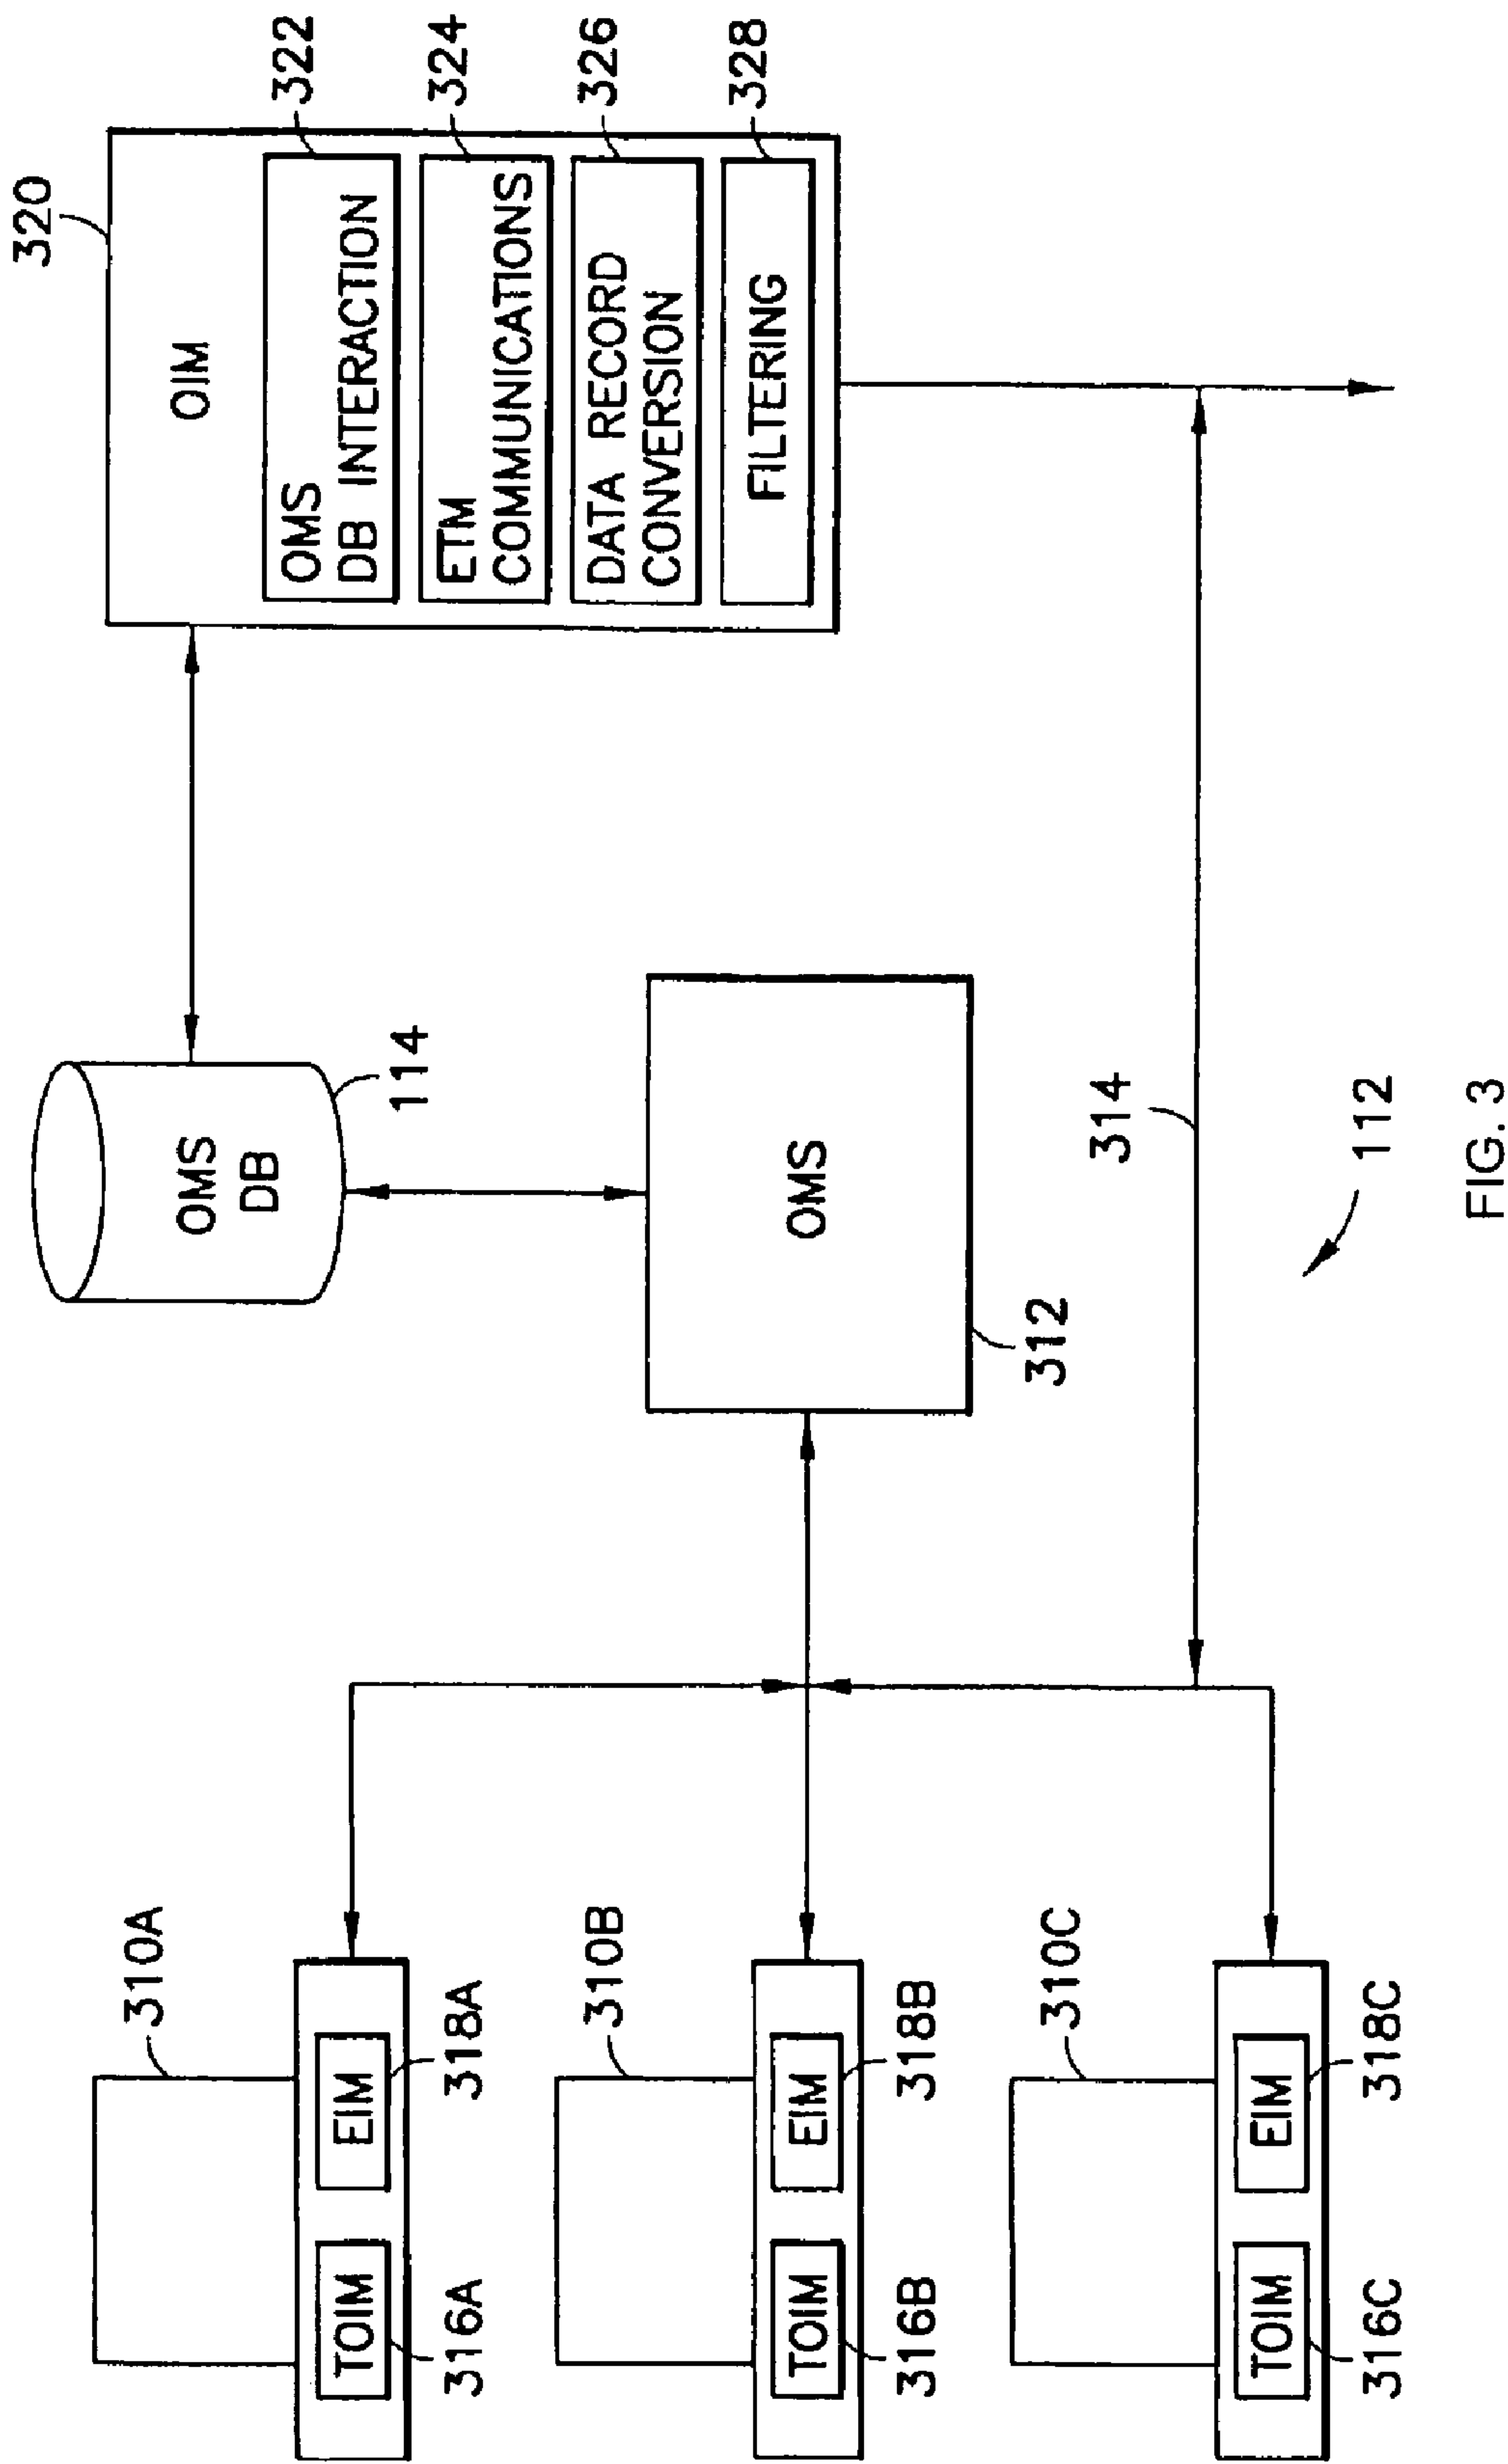 310A
TOIM
EIM
316A
318A
310B
TOIM
EIM
316B
318B
310C
TOIM
EIM
316C
318C
OMS
DB
114
OMS
312
314
112
320
OIM
OMS
DB INTERACTION
322
ETM
COMMUNICATIONS
324
DATA RECORD
CONVERSION
326
FILTERING
328
FIG. 3